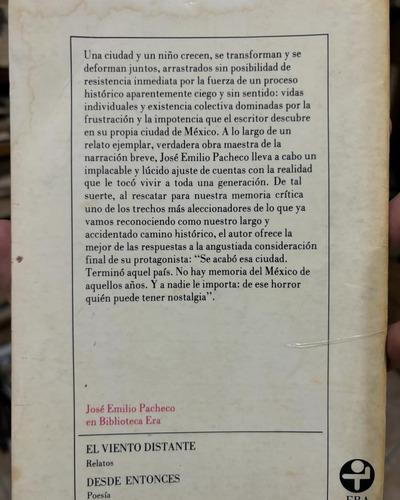 Una ciudad y un niño crecen, se transforman y se
deforman juntos, arrastrados sin posibilidad de
resistencia inmediata por la fuerza de un proceso
histórico aparentemente ciego y sin sentido: vidas
individuales y existencia colectiva dominadas por la
frustración y la impotencia que el escritor descubre
en su propia ciudad de México. A lo largo de un
relato ejemplar, verdadera obra maestra de la
narración breve, José Emilio Pacheco lleva a cabo un
implacable y lúcido ajuste de cuentas con la realidad
que le tocó vivir a toda una generación. De tal
suerte, al rescatar para nuestra memoria crítica
uno de los trechos más aleccionadores de lo que ya
vamos reconociendo como nuestro largo y
accidentado camino histórico, el autor ofrece la
mejor de las respuestas a la angustiada consideración
final de su protagonista: “Se acabó esa ciudad.
Terminó aquel país. No hay memoria del México de
aquellos años. Y a nadie le importa: de ese horror
quién puede tener nostalgia”.
José Emilio Pacheco
en Biblioteca Era
EL VIENTO DISTANTE
Relatos
DESDE ENTONCES
Poesía
ERA